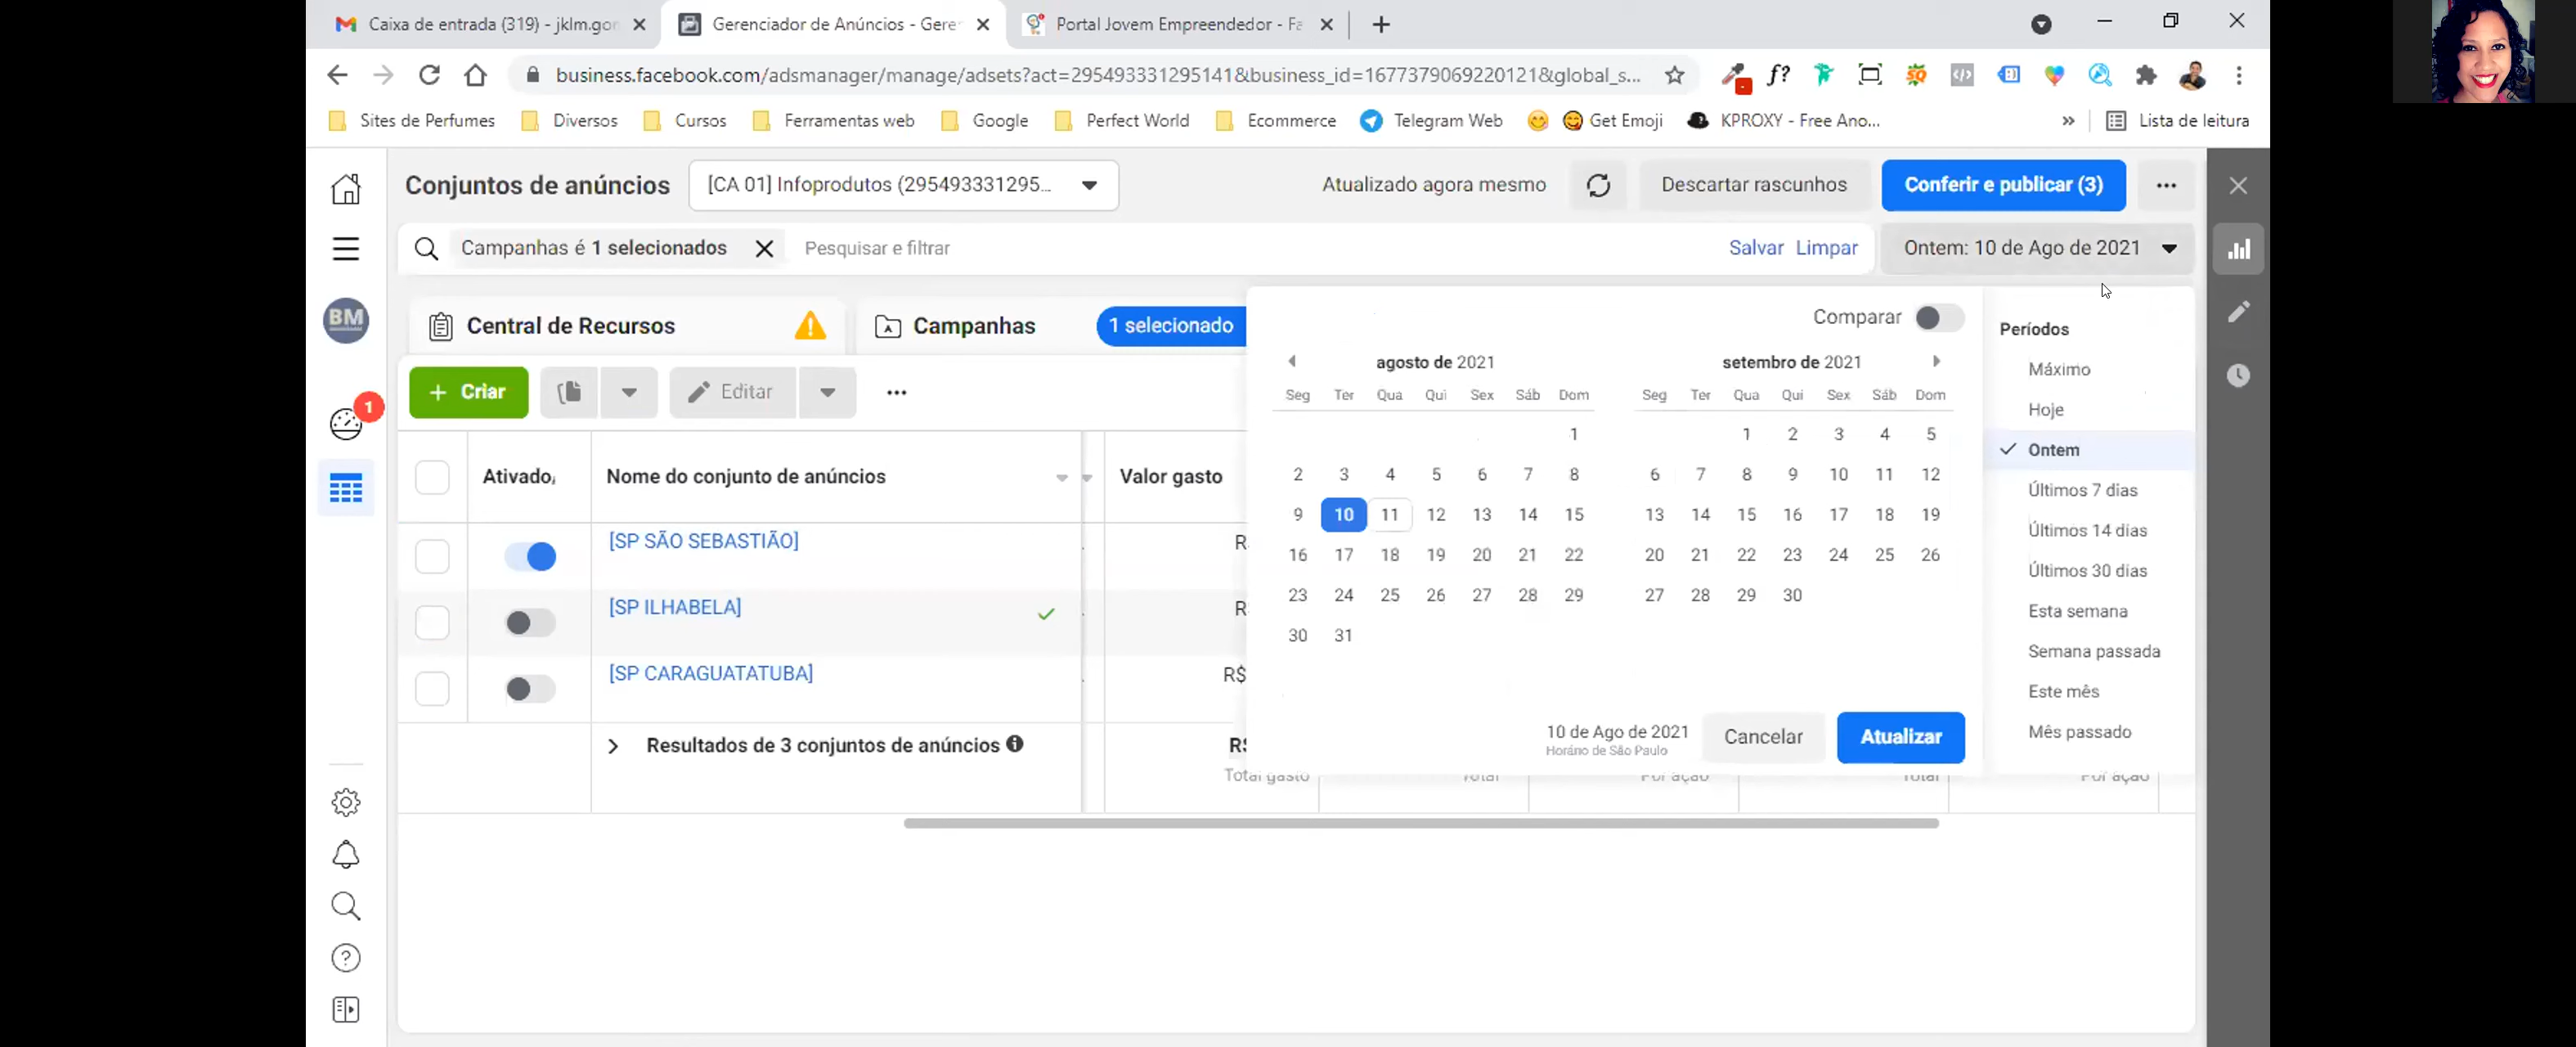 Caixa de entrada (319) - jklm.gon
Gerenciador de Anúncios - Geren
Portal Jovem Empreendedor - Fa
business.facebook.com/adsmanager/manage/adsets?act=295493331295141&business_id=1677379069220121&global_s...
Sites de Perfumes
Diversos
Cursos
Ferramentas web
Google
Perfect World
Ecommerce
Telegram Web
Get Emoji
KPROXY - Free Ano...
»
Lista de leitura
Conjuntos de anúncios
[CA 01] Infoprodutos (295493331295...
Atualizado agora mesmo
Descartar rascunhos
Conferir e publicar (3)
Campanhas é 1 selecionados
Pesquisar e filtrar
Salvar
Limpar
Ontem: 10 de Ago de 2021
BM
Central de Recursos
Campanhas
1 selecionado
Comparar
Períodos
agosto de 2021
setembro de 2021
Seg Ter Qua Qui Sex Sáb Dom
Seg Ter Qua Qui Sex Sáb Dom
1
1 2 3 4 5
2 3 4 5 6 7 8
6 7 8 9 10 11 12
9 10 11 12 13 14 15
13 14 15 16 17 18 19
16 17 18 19 20 21 22
20 21 22 23 24 25 26
23 24 25 26 27 28 29
27 28 29 30
30 31
10 de Ago de 2021
Horário de São Paulo
Cancelar
Atualizar
Máximo
Hoje
Ontem
Últimos 7 dias
Últimos 14 dias
Últimos 30 dias
Esta semana
Semana passada
Este mês
Mês passado
+ Criar
Editar
1
Ativado
Nome do conjunto de anúncios
Valor gasto
[SP SÃO SEBASTIÃO]
[SP ILHABELA]
[SP CARAGUATATUBA]
R$
Resultados de 3 conjuntos de anúncios
R$
Total gasto
Total
Por ação
Total
Por ação